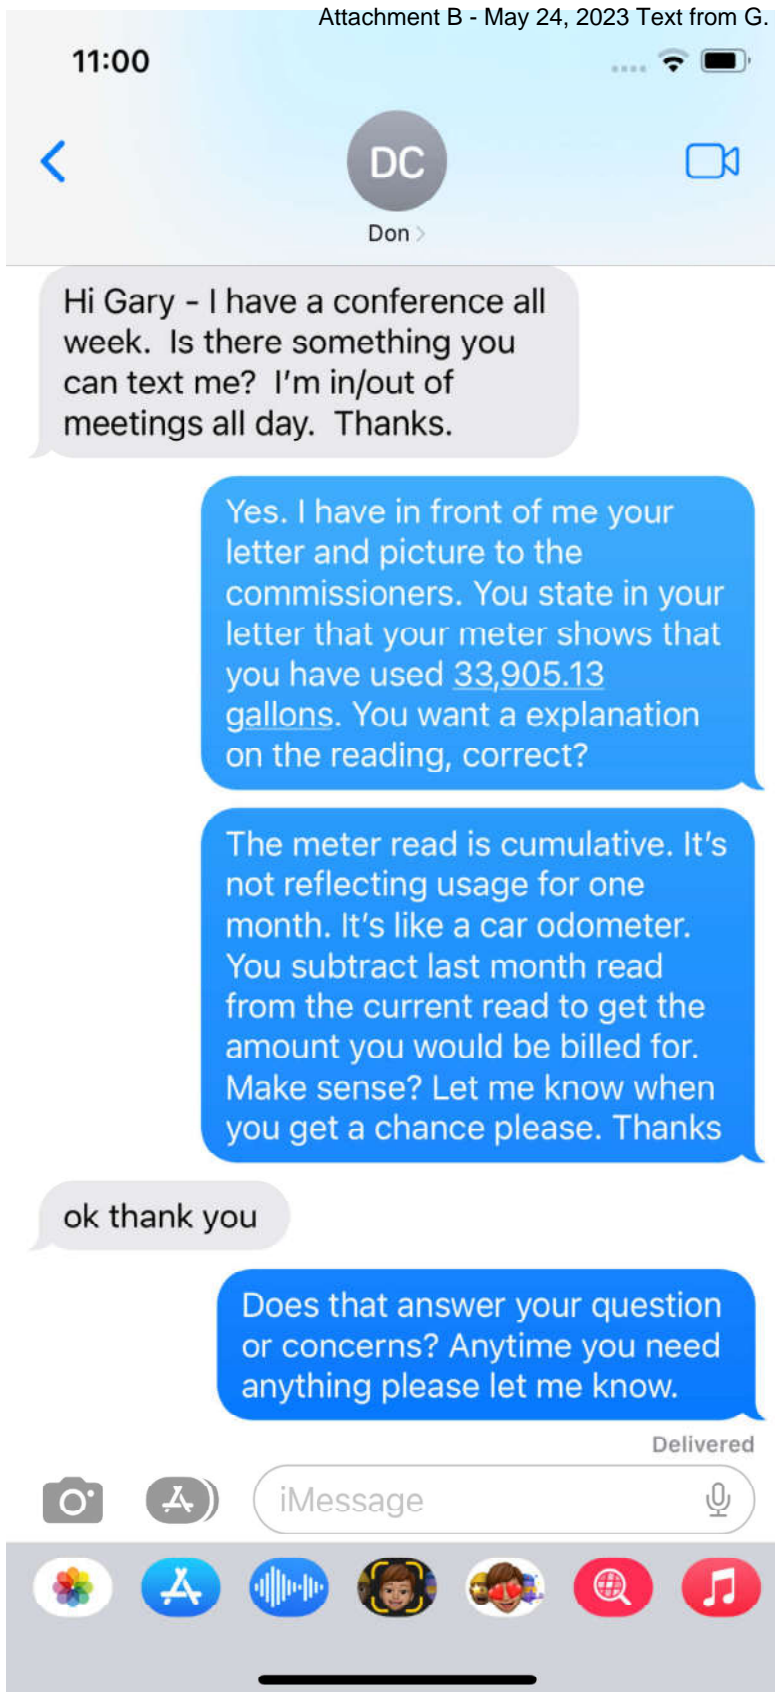 Attachment B - May 24, 2023 Text from G.
11:00
DC
Don
Hi Gary - I have a conference all
week.  Is there something you
can text me?  I'm in/out of
meetings all day.  Thanks.
Yes. I have in front of me your
letter and picture to the
commissioners. You state in your
letter that your meter shows that
you have used 33,905.13
gallons. You want a explanation
on the reading, correct?
The meter read is cumulative. It's
not reflecting usage for one
month. It's like a car odometer.
You subtract last month read
from the current read to get the
amount you would be billed for.
Make sense? Let me know when
you get a chance please. Thanks
ok thank you
Does that answer your question
or concerns? Anytime you need
anything please let me know.
Delivered
iMessage